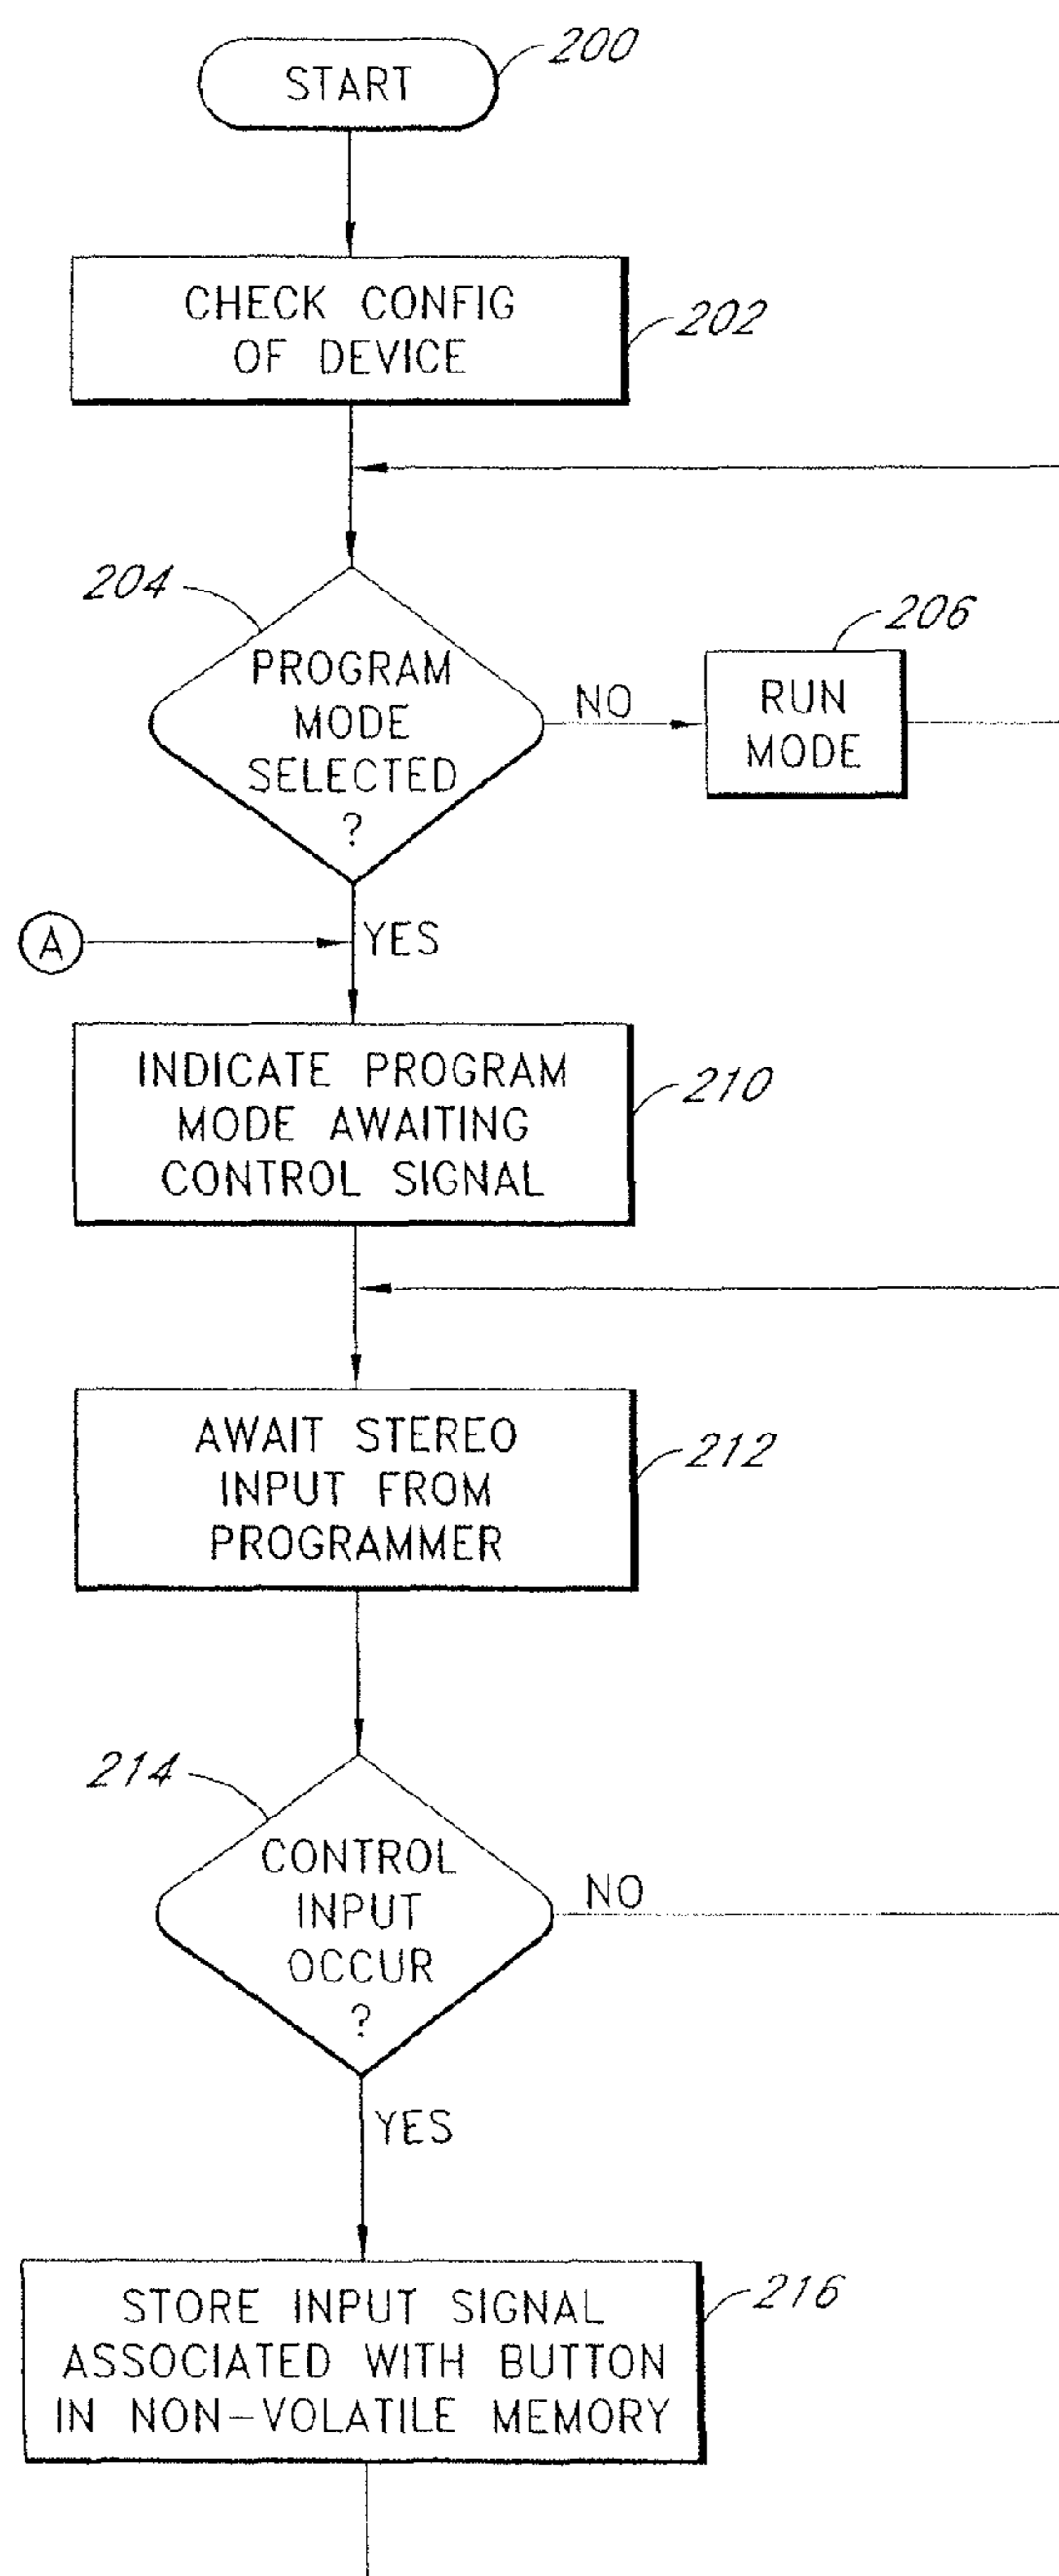 START
200
CHECK CONFIG
OF DEVICE
202
204
PROGRAM
MODE
SELECTED
?
NO
206
RUN
MODE
A
YES
INDICATE PROGRAM
MODE AWAITING
CONTROL SIGNAL
210
AWAIT STEREO
INPUT FROM
PROGRAMMER
212
214
CONTROL
INPUT
OCCUR
?
NO
YES
STORE INPUT SIGNAL
ASSOCIATED WITH BUTTON
IN NON-VOLATILE MEMORY
216